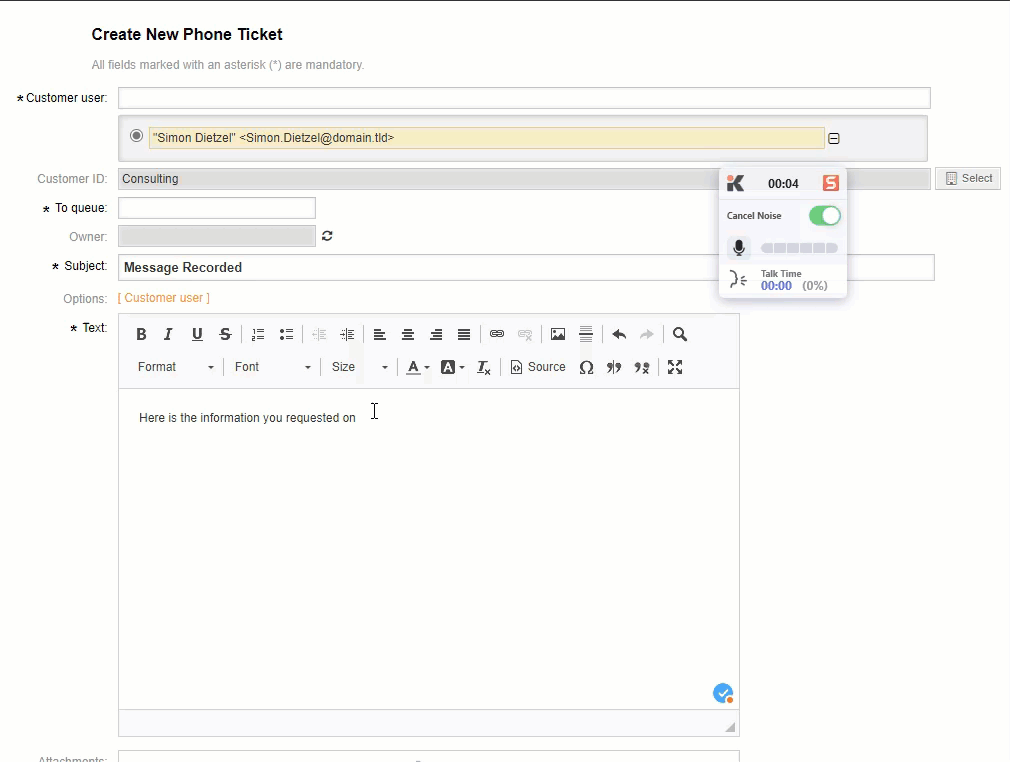 Create New Phone Ticket
All fields marked with an asterisk (*) are mandatory.
* Customer user:
"Simon Dietzel" <Simon.Dietzel@domain.tld>
Customer ID: Consulting Select
00:04
* To queue:
Cancel Noise
Owner:
* Subject: Message Recorded
Talk Time
00:00 (0%)
Options: [ Customer user ]
* Text:
B I U S
Format Font Size A A Tx Source Ω
Here is the information you requested on
Attachments: